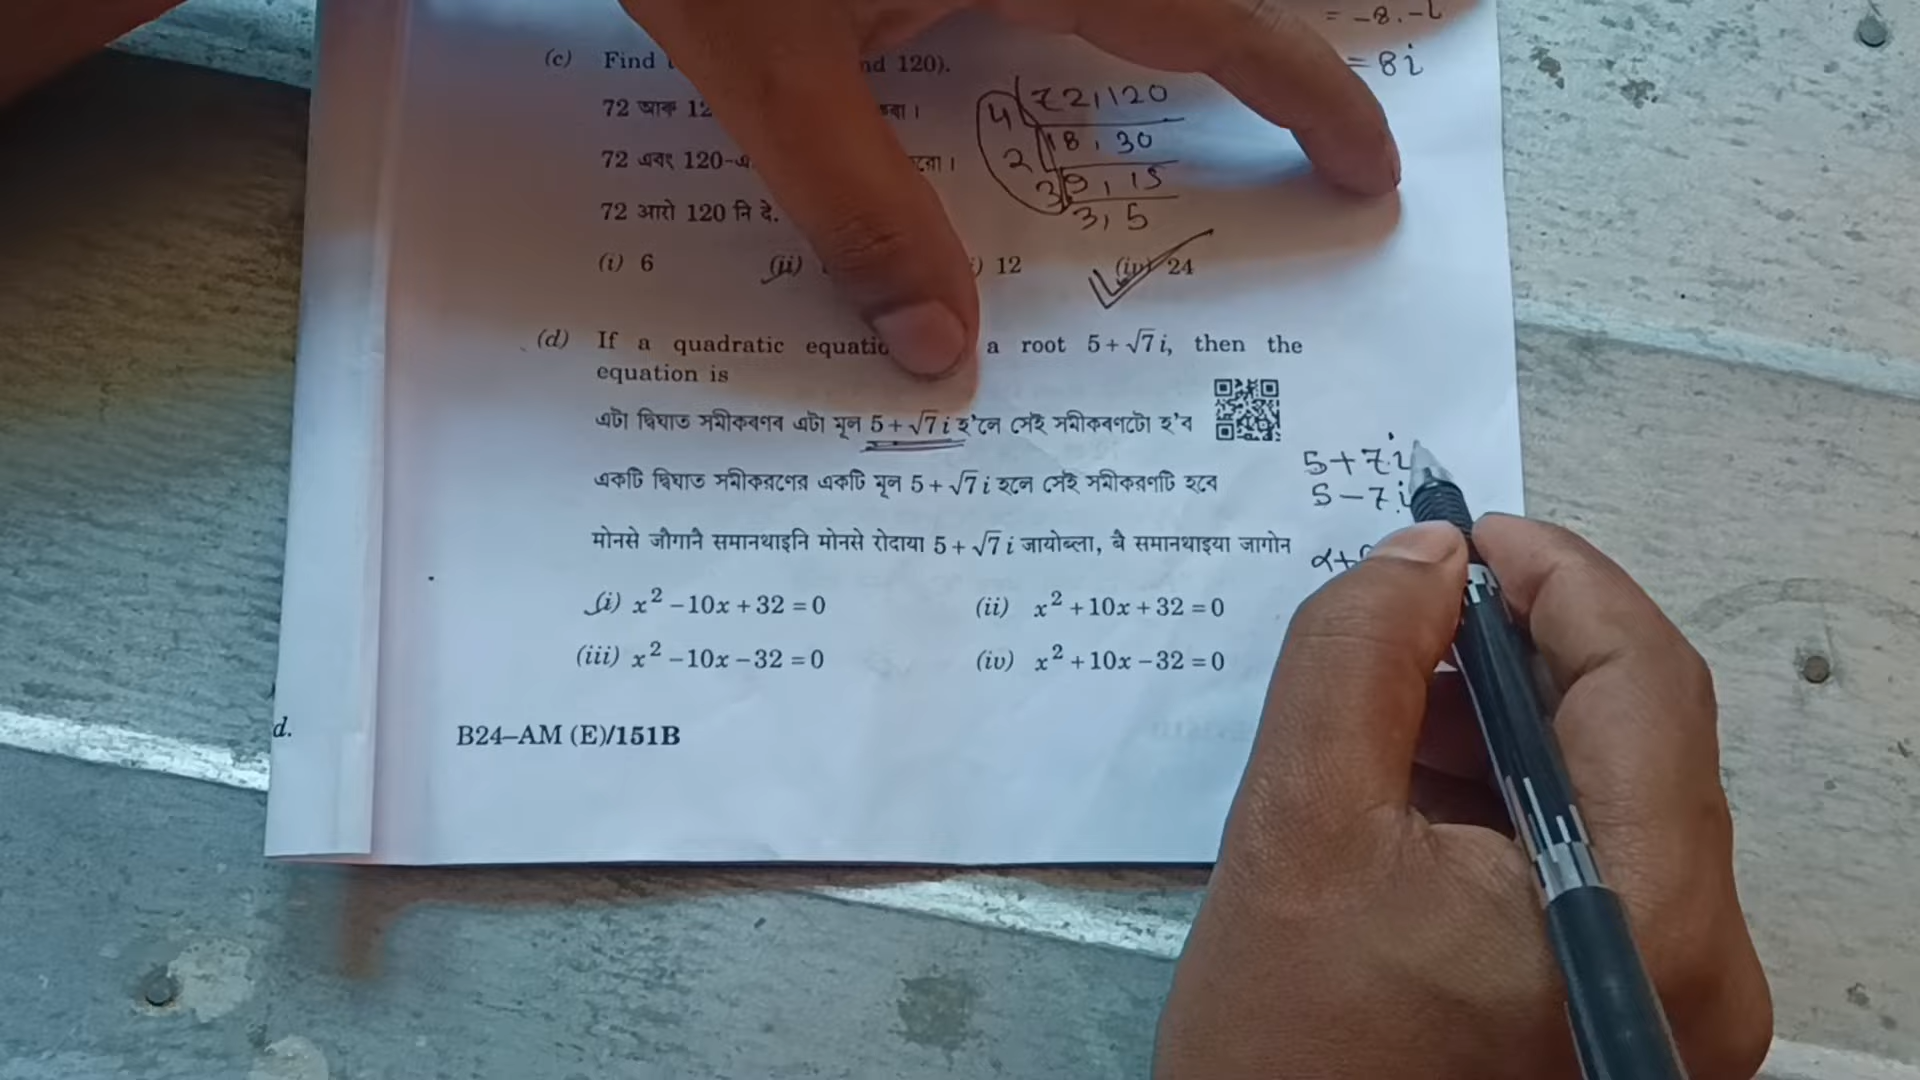 = -8.-i
(c) Find nd 120).
= 8i
72 আৰু 12
4 72, 120
72 এবং 120-এ
2 18, 30
3 9, 15
72 आरो 120 नि दे.
3, 5
(i) 6 (ii) 12 (iv) 24
(d) If a quadratic equatio a root 5+√7 i, then the
equation is
এটা দ্বিঘাত সমীকৰণৰ এটা মূল 5+√7 i হ'লে সেই সমীকৰণটো হ'ব
5+7i
একটি দ্বিঘাত সমীকরণের একটি মূল 5+√7 i হলে সেই সমীকরণটি হবে
5-7i
मोनसे जौगानै समानथाइनि मोनसे रोदाया 5+√7 i जायोब्ला, बै समानथाइया जागोन
α+
(i) x² -10x+32=0 (ii) x² +10x+32=0
(iii) x² -10x-32=0 (iv) x² +10x-32=0
d.
B24–AM (E)/151B